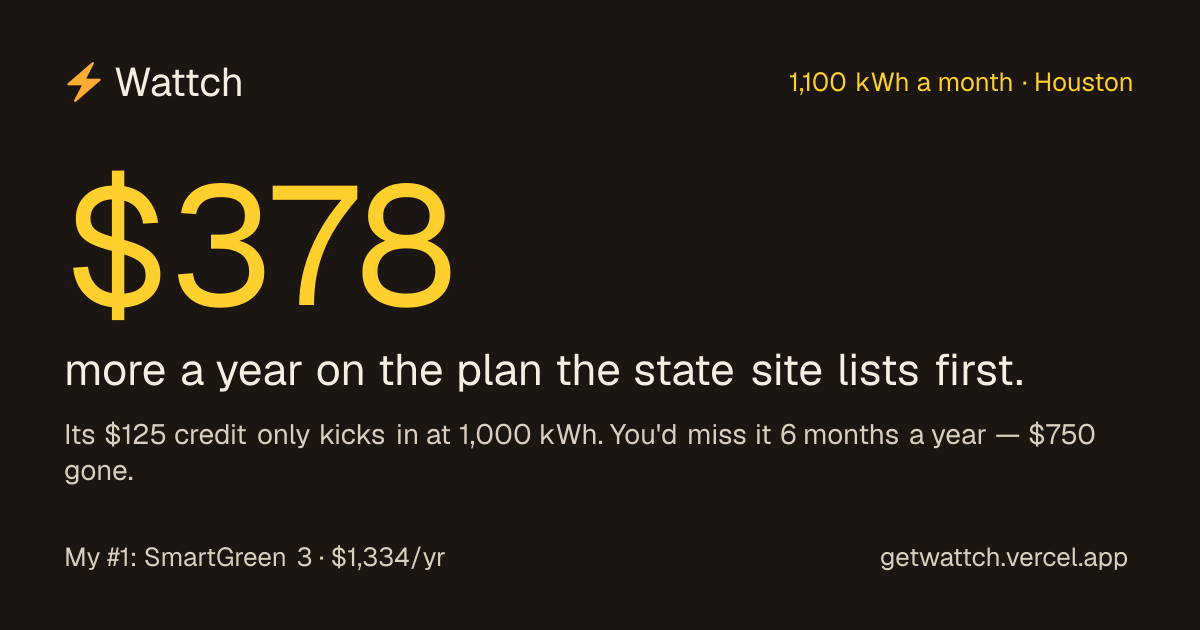 ⚡ Wattch
1,100 kWh a month · Houston
$378
more a year on the plan the state site lists first.
Its $125 credit only kicks in at 1,000 kWh. You'd miss it 6 months a year — $750
gone.
My #1: SmartGreen 3 · $1,334/yr
getwattch.vercel.app